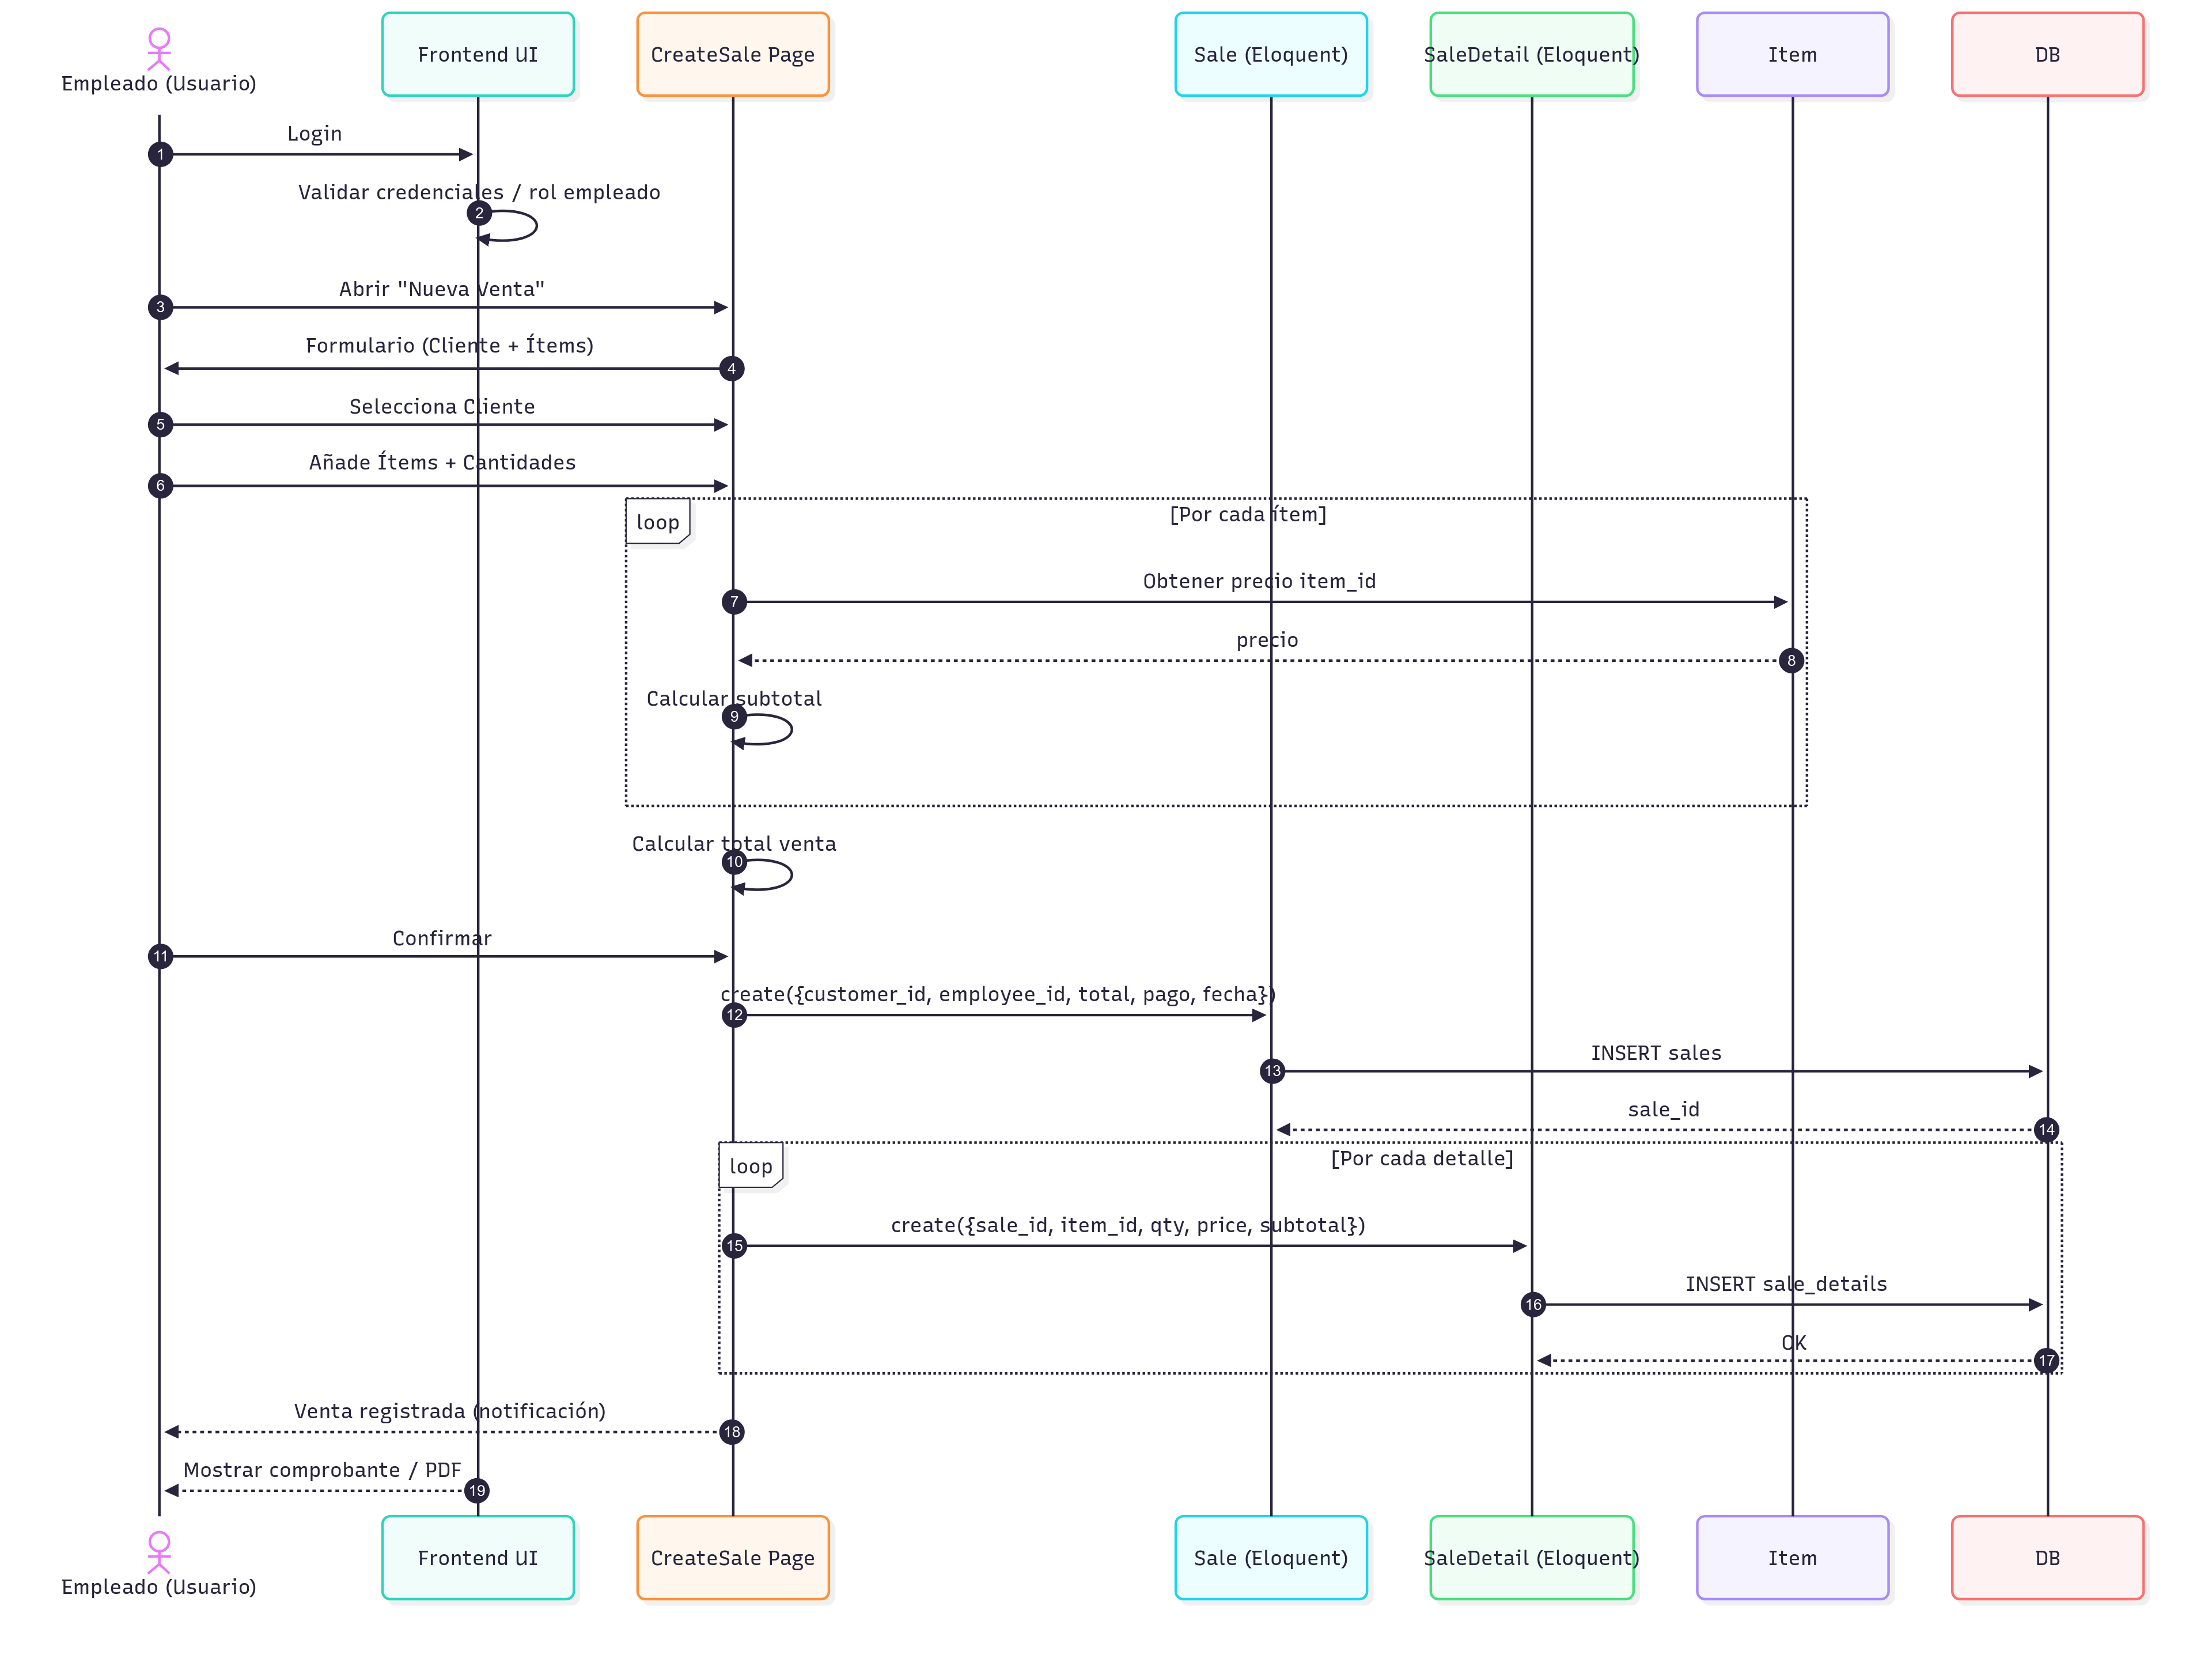 Empleado (Usuario)
Frontend UI
CreateSale Page
Sale (Eloquent)
SaleDetail (Eloquent)
Item
DB
Login
1
Validar credenciales / rol empleado
2
Abrir "Nueva Venta"
3
Formulario (Cliente + Ítems)
4
Selecciona Cliente
5
Añade Ítems + Cantidades
6
loop
[Por cada ítem]
Obtener precio item_id
7
precio
8
Calcular subtotal
9
Calcular total venta
10
Confirmar
11
create({customer_id, employee_id, total, pago, fecha})
12
INSERT sales
13
sale_id
14
loop
[Por cada detalle]
create({sale_id, item_id, qty, price, subtotal})
15
INSERT sale_details
16
OK
17
Venta registrada (notificación)
18
Mostrar comprobante / PDF
19
Empleado (Usuario)
Frontend UI
CreateSale Page
Sale (Eloquent)
SaleDetail (Eloquent)
Item
DB